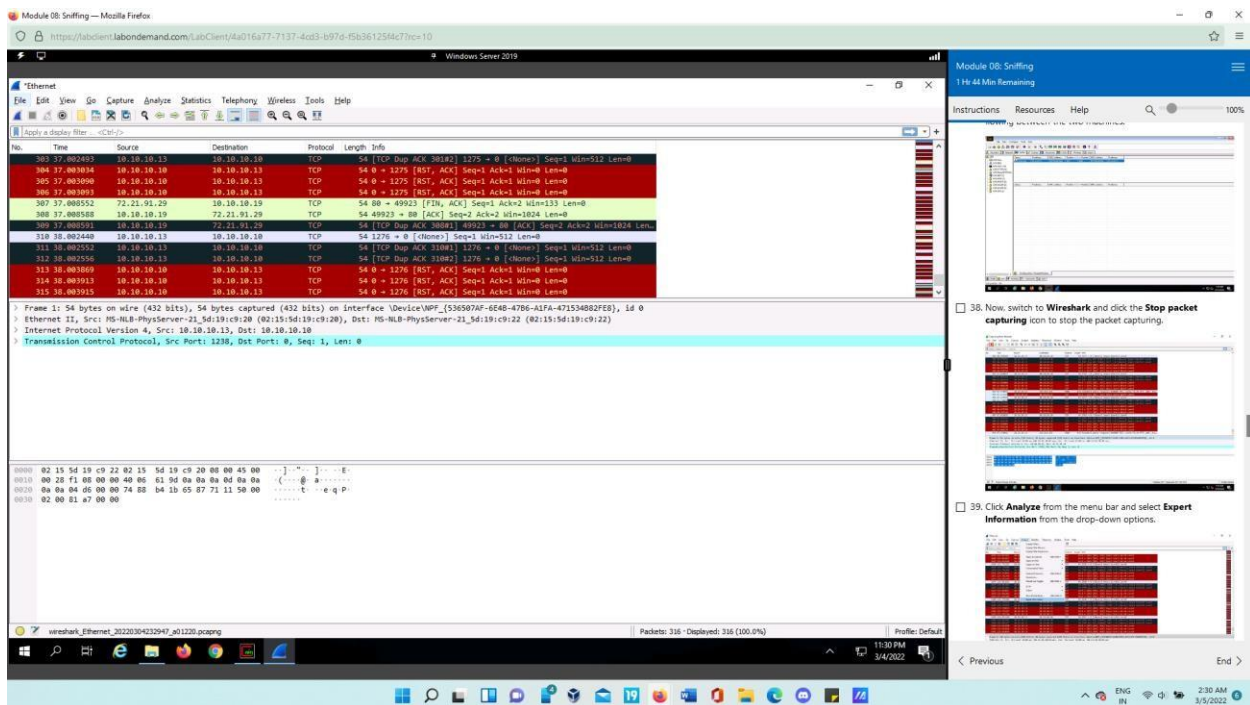 Module 08: Sniffing — Mozilla Firefox
https://labclient.labondemand.com/LabClient/4a016a77-7137-4cd3-b97d-f5b36125f4c7?rc=10
Windows Server 2019
*Ethernet
File Edit View Go Capture Analyze Statistics Telephony Wireless Tools Help
Apply a display filter ... <Ctrl-/>
No. Time Source Destination Protocol Length Info
303 37.002493 10.10.10.13 10.10.10.10 TCP 54 [TCP Dup ACK 301#2] 1275 → 0 [<None>] Seq=1 Win=512 Len=0
304 37.003034 10.10.10.10 10.10.10.13 TCP 54 0 → 1275 [RST, ACK] Seq=1 Ack=1 Win=0 Len=0
305 37.003090 10.10.10.10 10.10.10.13 TCP 54 0 → 1275 [RST, ACK] Seq=1 Ack=1 Win=0 Len=0
306 37.003093 10.10.10.10 10.10.10.13 TCP 54 0 → 1275 [RST, ACK] Seq=1 Ack=1 Win=0 Len=0
307 37.008552 72.21.91.29 10.10.10.19 TCP 54 80 → 49923 [FIN, ACK] Seq=1 Ack=2 Win=133 Len=0
308 37.008588 10.10.10.19 72.21.91.29 TCP 54 49923 → 80 [ACK] Seq=2 Ack=2 Win=1024 Len=0
309 37.008591 10.10.10.19 72.21.91.29 TCP 54 [TCP Dup ACK 308#1] 49923 → 80 [ACK] Seq=2 Ack=2 Win=1024 Len…
310 38.002440 10.10.10.13 10.10.10.10 TCP 54 1276 → 0 [<None>] Seq=1 Win=512 Len=0
311 38.002552 10.10.10.13 10.10.10.10 TCP 54 [TCP Dup ACK 310#1] 1276 → 0 [<None>] Seq=1 Win=512 Len=0
312 38.002556 10.10.10.13 10.10.10.10 TCP 54 [TCP Dup ACK 310#2] 1276 → 0 [<None>] Seq=1 Win=512 Len=0
313 38.003869 10.10.10.10 10.10.10.13 TCP 54 0 → 1276 [RST, ACK] Seq=1 Ack=1 Win=0 Len=0
314 38.003913 10.10.10.10 10.10.10.13 TCP 54 0 → 1276 [RST, ACK] Seq=1 Ack=1 Win=0 Len=0
315 38.003915 10.10.10.10 10.10.10.13 TCP 54 0 → 1276 [RST, ACK] Seq=1 Ack=1 Win=0 Len=0
> Frame 1: 54 bytes on wire (432 bits), 54 bytes captured (432 bits) on interface \Device\NPF_{536507AF-6E4B-47B6-A1FA-471534882FE8}, id 0
> Ethernet II, Src: MS-NLB-PhysServer-21_5d:19:c9:20 (02:15:5d:19:c9:20), Dst: MS-NLB-PhysServer-21_5d:19:c9:22 (02:15:5d:19:c9:22)
> Internet Protocol Version 4, Src: 10.10.10.13, Dst: 10.10.10.10
> Transmission Control Protocol, Src Port: 1238, Dst Port: 0, Seq: 1, Len: 0
0000 02 15 5d 19 c9 22 02 15 5d 19 c9 20 08 00 45 00 ··]··"·· ]·· ··E·
0010 00 28 f1 08 00 00 40 06 61 9d 0a 0a 0a 0d 0a 0a ·(····@· a·······
0020 0a 0a 04 d6 00 00 74 88 b4 1b 65 87 71 11 50 00 ······t· ··e·q·P·
0030 02 00 81 a7 00 00 ······
wireshark_Ethernet_20220304232947_a01220.pcapng
Packets: 316 · Displayed: 316 (100.0%)
Profile: Default
11:30 PM
3/4/2022
Module 08: Sniffing
1 Hr 44 Min Remaining
Instructions Resources Help 100%
flowing between the two machines.
38. Now, switch to Wireshark and click the Stop packet
capturing icon to stop the packet capturing.
39. Click Analyze from the menu bar and select Expert
Information from the drop-down options.
< Previous End >
ENG
IN
2:30 AM
3/5/2022